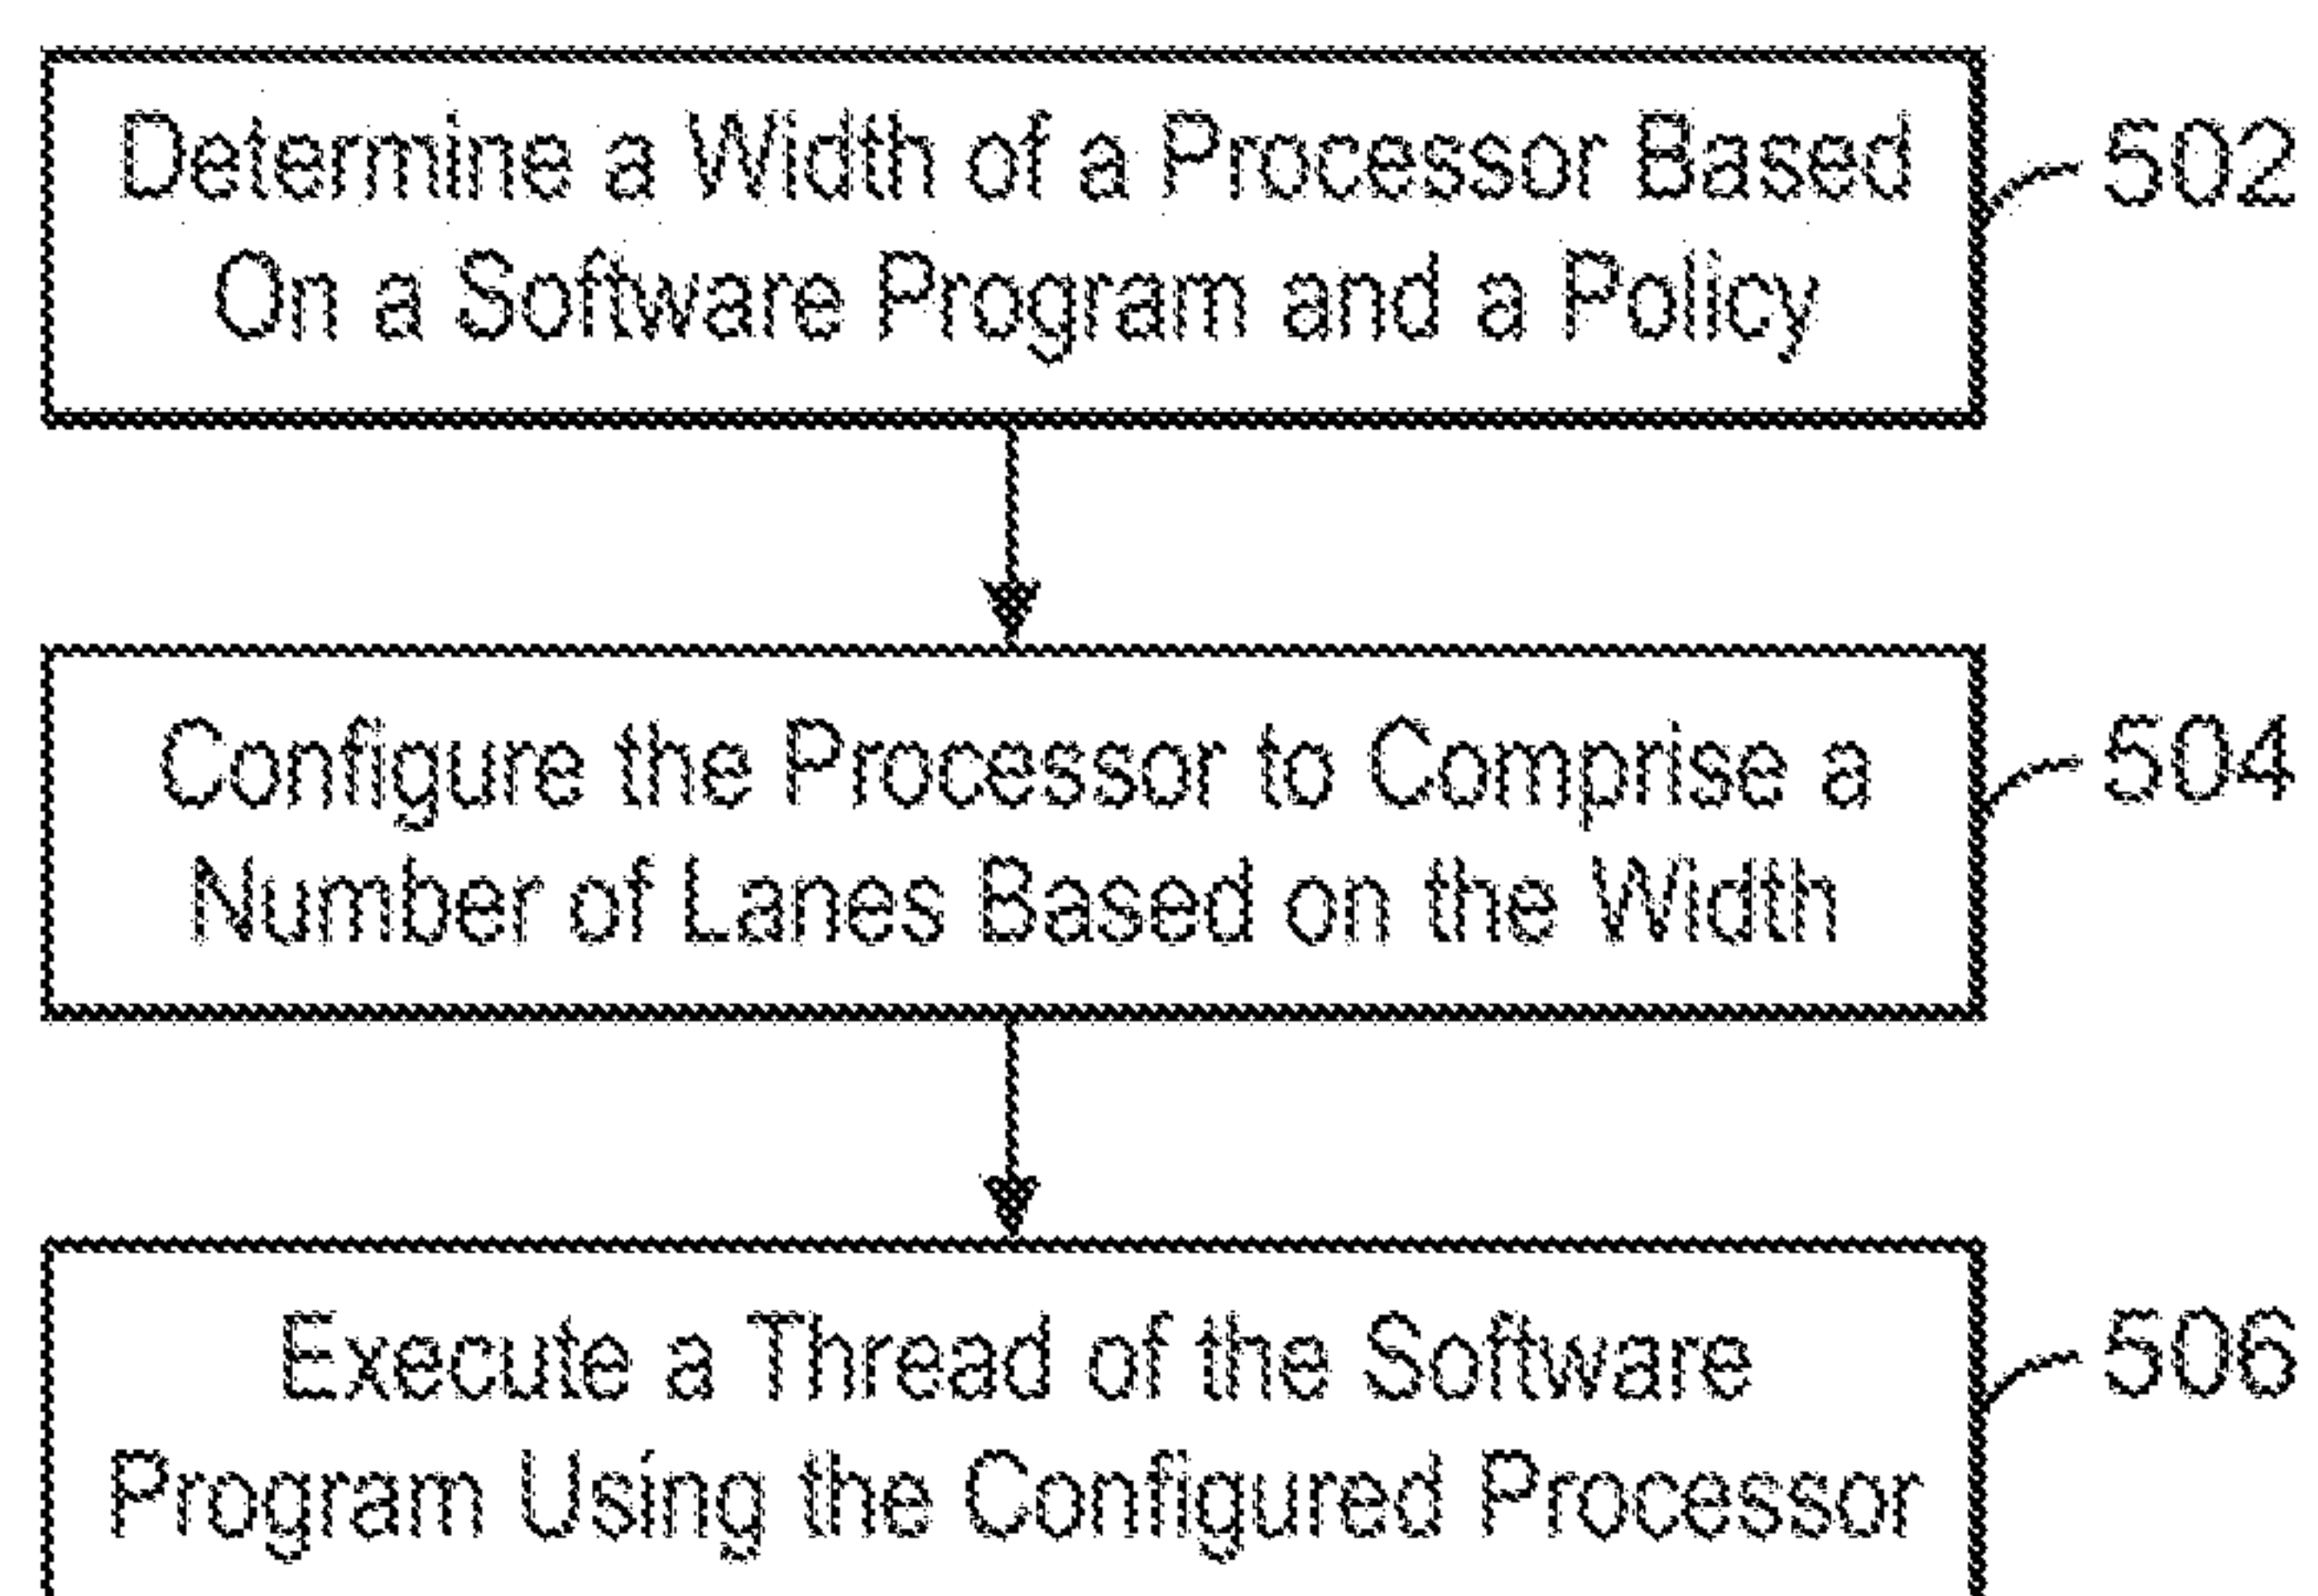 Determine a Width of a Processor Based
On a Software Program and a Policy
502
Configure the Processor to Comprise a
Number of Lanes Based on the Width
504
Execute a Thread of the Software
Program Using the Configured Processor
506